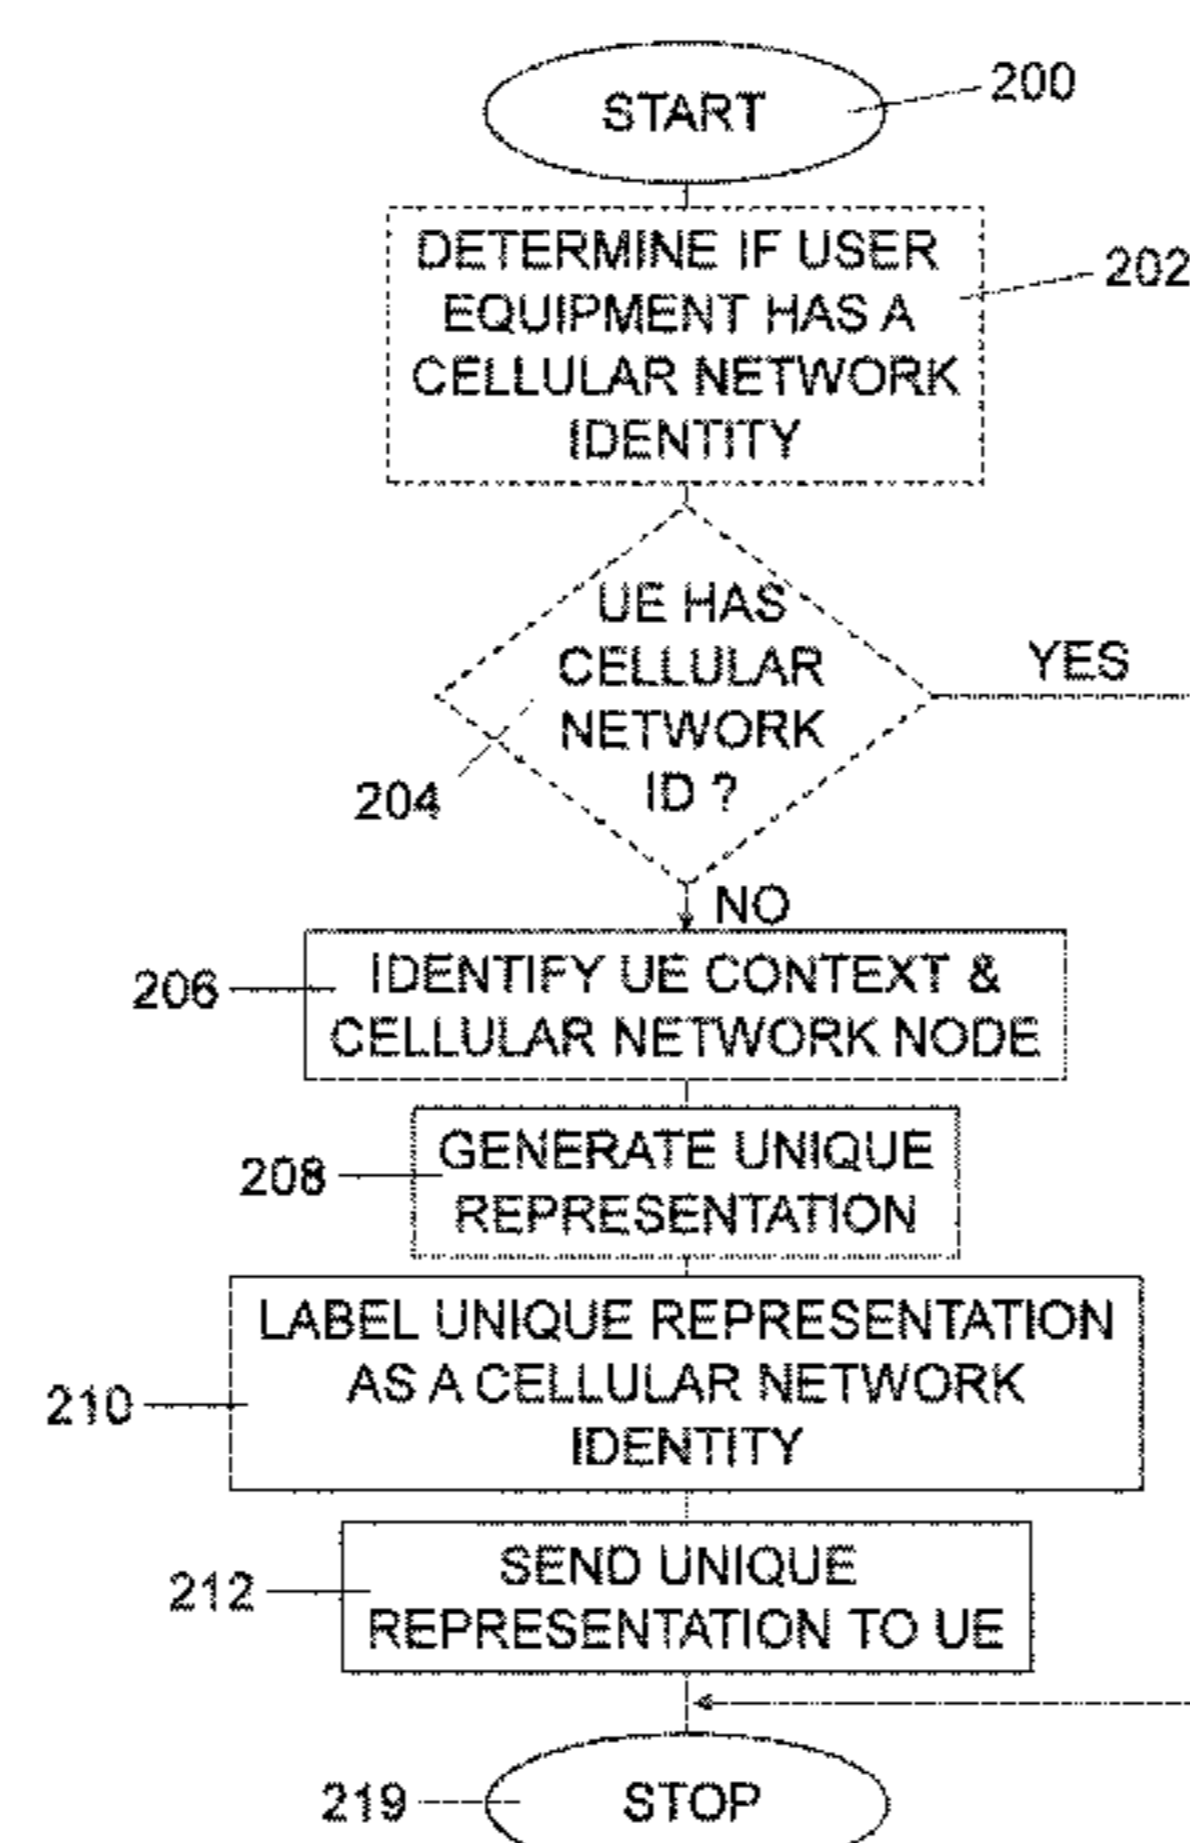 START
200
DETERMINE IF USER
EQUIPMENT HAS A
CELLULAR NETWORK
IDENTITY
202
UE HAS
CELLULAR
NETWORK
ID ?
YES
204
NO
206
IDENTIFY UE CONTEXT &
CELLULAR NETWORK NODE
208
GENERATE UNIQUE
REPRESENTATION
210
LABEL UNIQUE REPRESENTATION
AS A CELLULAR NETWORK
IDENTITY
212
SEND UNIQUE
REPRESENTATION TO UE
219
STOP